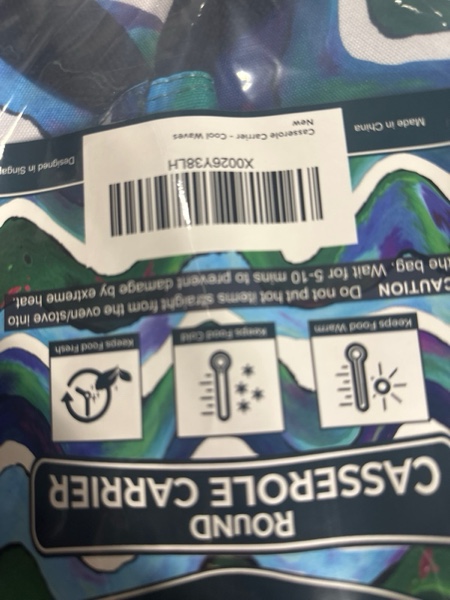 ROUND
CASSEROLE CARRIER
Keeps Food Warm
Keeps Food Cold
Keeps Food Fresh
CAUTION Do not put hot items straight from the oven/stove into
the bag. Wait for 5-10 mins to prevent damage by extreme heat.
X0026Y38LH
Casserole Carrier - Cool Waves
New
Made in China
Designed in Singa